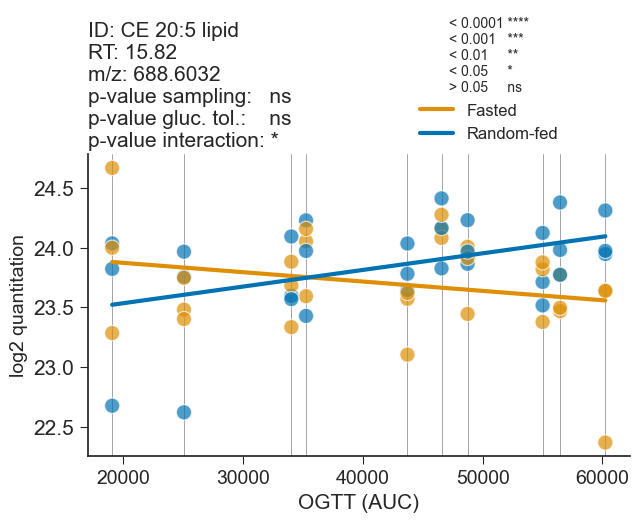 ID: CE 20:5 lipid
RT: 15.82
m/z: 688.6032
p-value sampling: ns
p-value gluc. tol.: ns
p-value interaction: *
< 0.0001 ****
< 0.001 ***
< 0.01 **
< 0.05 *
> 0.05 ns
Fasted
Random-fed
24.5
24.0
23.5
23.0
22.5
log2 quantitation
20000 30000 40000 50000 60000
OGTT (AUC)